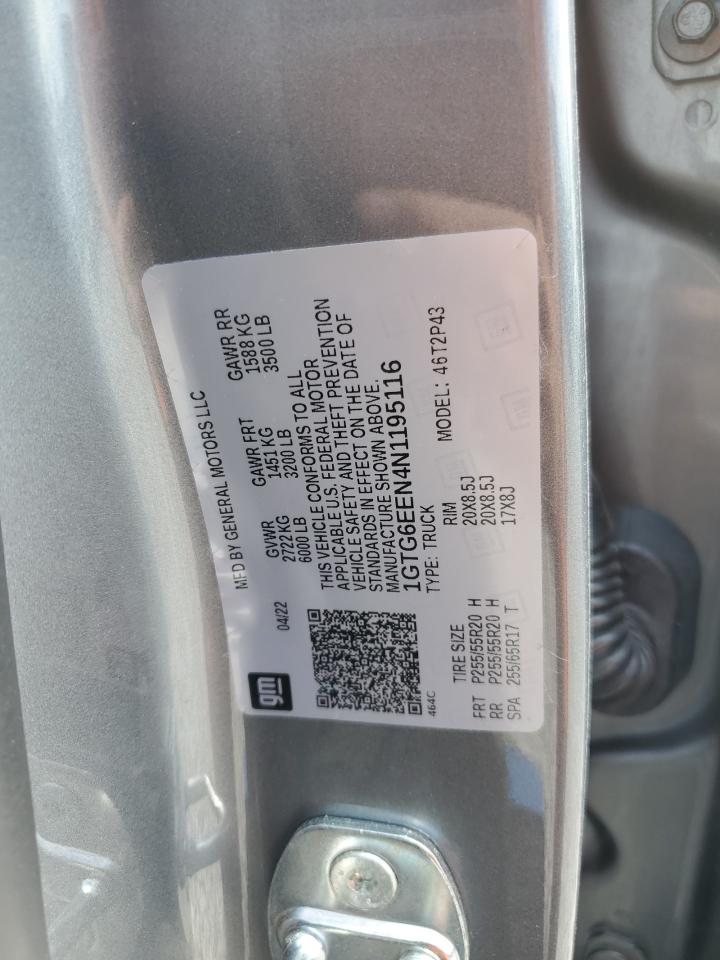 gm
MFD BY GENERAL MOTORS LLC
04/22
GVWR GAWR FRT GAWR RR
2722 KG 1451 KG 1588 KG
6000 LB 3200 LB 3500 LB
THIS VEHICLE CONFORMS TO ALL
APPLICABLE U.S. FEDERAL MOTOR
VEHICLE SAFETY AND THEFT PREVENTION
STANDARDS IN EFFECT ON THE DATE OF
MANUFACTURE SHOWN ABOVE.
1GTG6EEN4N1195116
TYPE: TRUCK MODEL: 46T2P43
464C
TIRE SIZE RIM
FRT P255/55R20 H 20X8.5J
RR P255/55R20 H 20X8.5J
SPA 255/65R17 T 17X8J